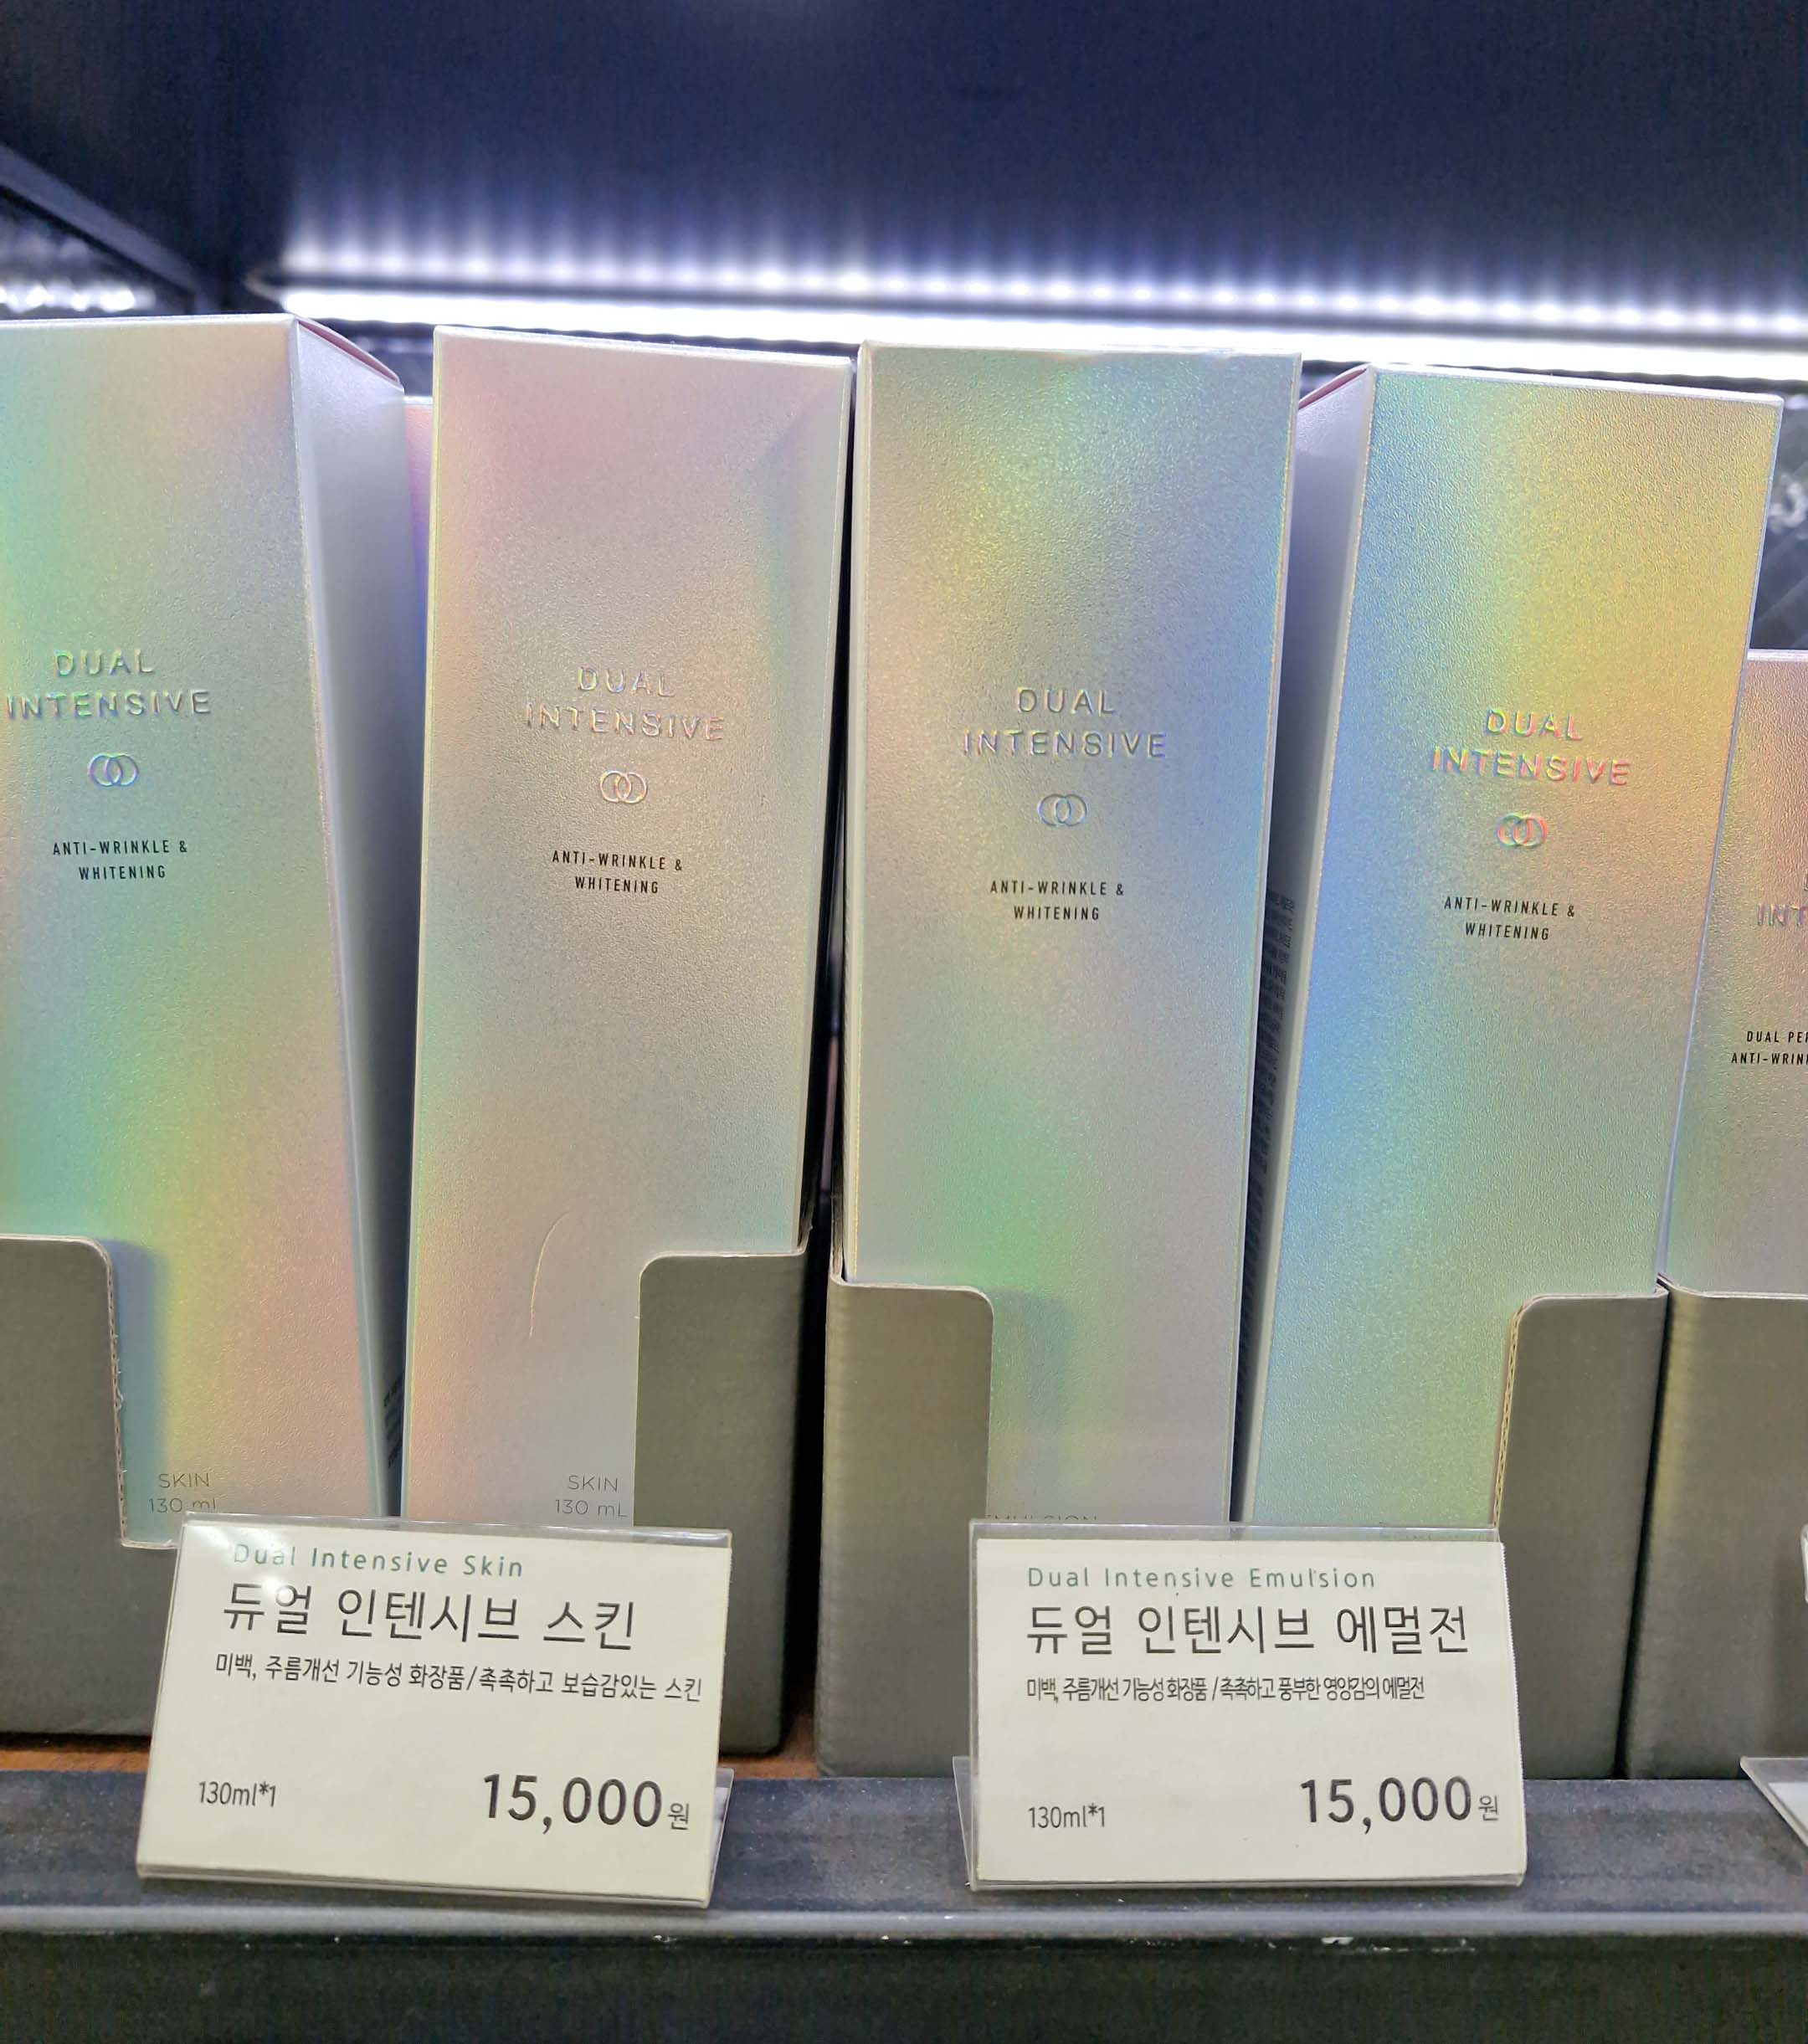 DUAL
INTENSIVE
ANTI-WRINKLE &
WHITENING
SKIN
130 ml
DUAL
INTENSIVE
ANTI-WRINKLE &
WHITENING
SKIN
130 mL
DUAL
INTENSIVE
ANTI-WRINKLE &
WHITENING
DUAL
INTENSIVE
ANTI-WRINKLE &
WHITENING
DUAL
Dual Intensive Skin
듀얼 인텐시브 스킨
미백, 주름개선 기능성 화장품/촉촉하고 보습감있는 스킨
130ml*1
15,000원
Dual Intensive Emulsion
듀얼 인텐시브 에멀전
미백, 주름개선 기능성 화장품 /촉촉하고 풍부한 영양감의 에멀전
130ml*1
15,000원